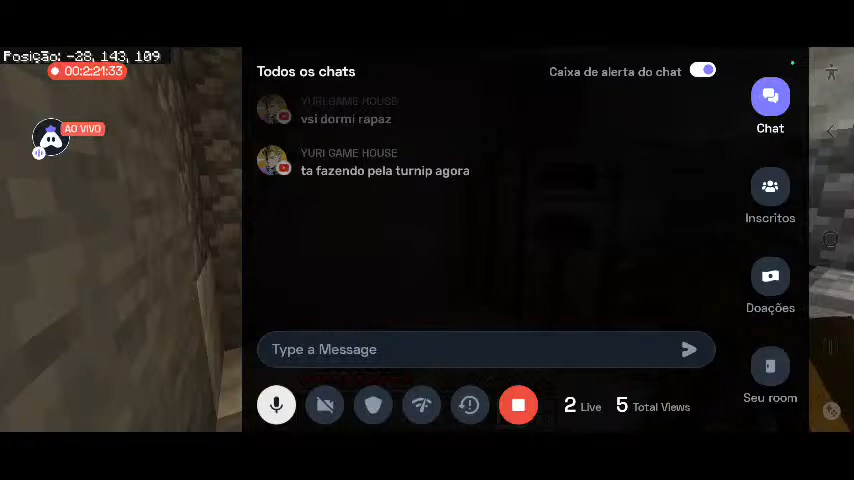 Posição: -28, 143, 109
00:2:21:33
AO VIVO
Todos os chats
Caixa de alerta do chat
YURI GAME HOUSE
vsi dormi rapaz
YURI GAME HOUSE
ta fazendo pela turnip agora
Chat
Inscritos
Doações
Seu room
Type a Message
2 Live
5 Total Views